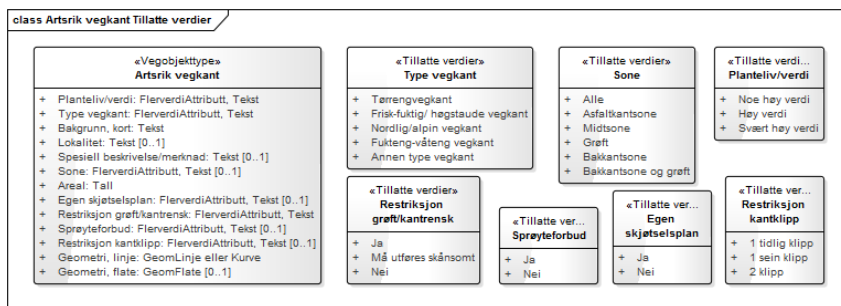 class Artsrik vegkant Tillatte verdier
«Vegobjekttype»
Artsrik vegkant
+ Planteliv/verdi: FlerverdiAttributt, Tekst
+ Type vegkant: FlerverdiAttributt, Tekst
+ Bakgrunn, kort: Tekst
+ Lokalitet: Tekst [0..1]
+ Spesiell beskrivelse/merknad: Tekst [0..1]
+ Sone: FlerverdiAttributt, Tekst [0..1]
+ Areal: Tall
+ Egen skjøtselsplan: FlerverdiAttributt, Tekst [0..1]
+ Restriksjon grøft/kantrensk: FlerverdiAttributt, Tekst
+ Sprøyteforbud: FlerverdiAttributt, Tekst [0..1]
+ Restriksjon kantklipp: FlerverdiAttributt, Tekst [0..1]
+ Geometri, linje: GeomLinje eller Kurve
+ Geometri, flate: GeomFlate [0..1]
«Tillatte verdier»
Type vegkant
+ Tørrengvegkant
+ Frisk-fuktig/ høgstaude vegkant
+ Nordlig/alpin vegkant
+ Fukteng-våteng vegkant
+ Annen type vegkant
«Tillatte verdier»
Sone
+ Alle
+ Asfaltkantsone
+ Midtsone
+ Grøft
+ Bakkantsone
+ Bakkantsone og grøft
«Tillatte verdi...
Planteliv/verdi
+ Noe høy verdi
+ Høy verdi
+ Svært høy verdi
«Tillatte verdier»
Restriksjon
grøft/kantrensk
+ Ja
+ Må utføres skånsomt
+ Nei
«Tillatte ver...
Sprøyteforbud
+ Ja
+ Nei
«Tillatte ver...
Egen
skjøtselsplan
+ Ja
+ Nei
«Tillatte ver...
Restriksjon
kantklipp
+ 1 tidlig klipp
+ 1 sein klipp
+ 2 klipp